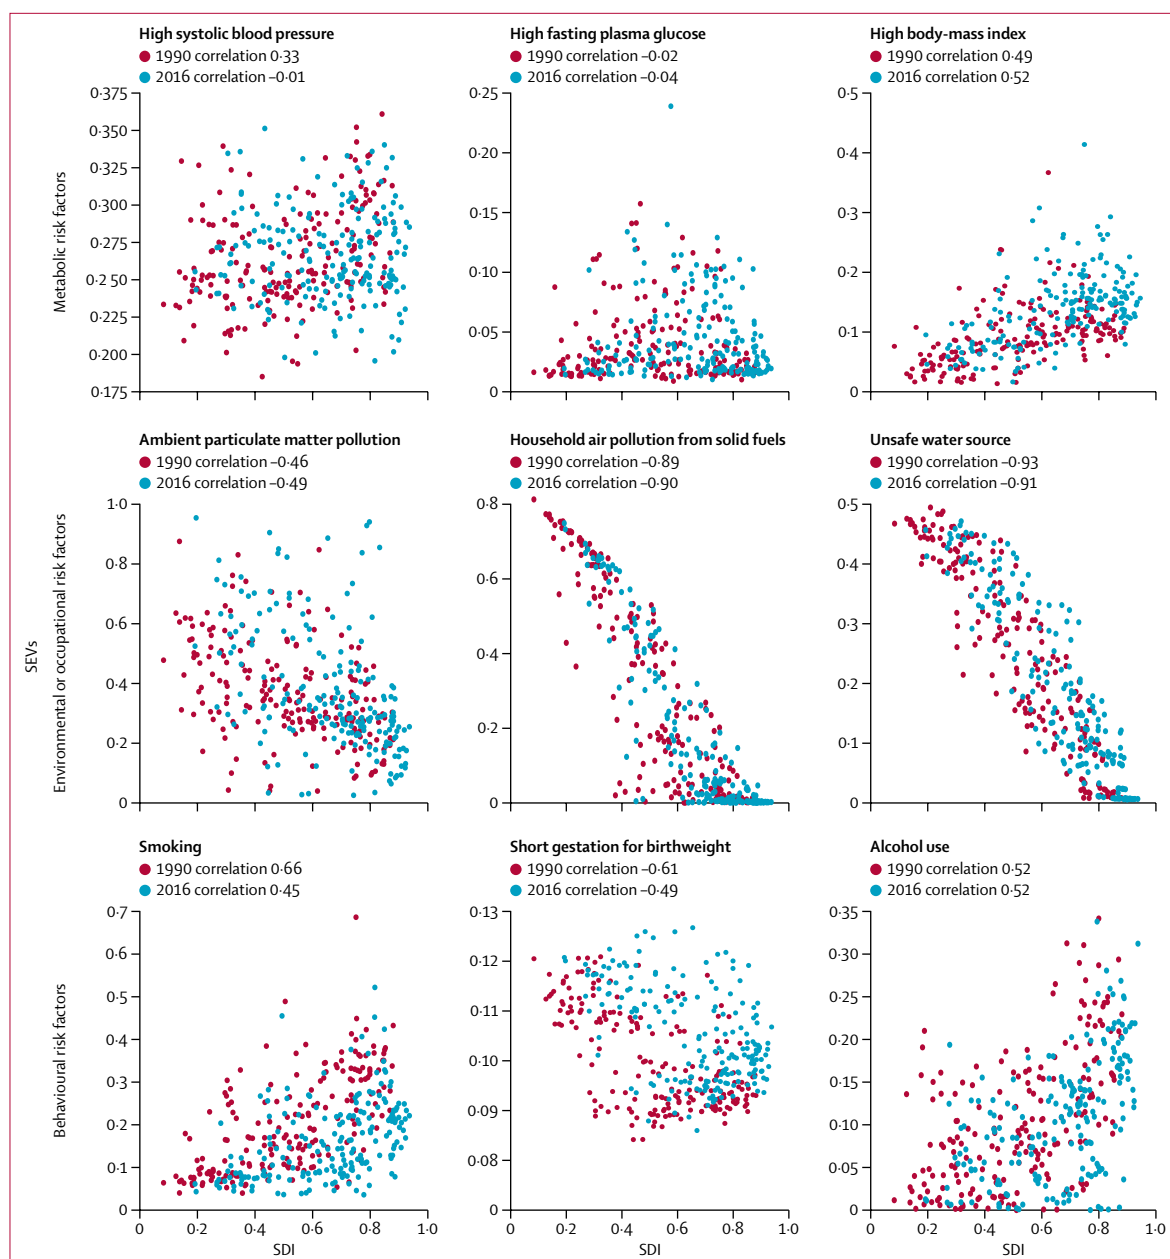 High systolic blood pressure
1990 correlation 0·33
2016 correlation –0·01
0·375
0·350
0·325
0·300
0·275
0·250
0·225
0·200
0·175
High fasting plasma glucose
1990 correlation –0·02
2016 correlation –0·04
0·25
0·20
0·15
0·10
0·05
0
High body-mass index
1990 correlation 0·49
2016 correlation 0·52
0·5
0·4
0·3
0·2
0·1
0
Metabolic risk factors
Ambient particulate matter pollution
1990 correlation –0·46
2016 correlation –0·49
1·0
0·8
0·6
0·4
0·2
0
Household air pollution from solid fuels
1990 correlation –0·89
2016 correlation –0·90
0·8
0·6
0·4
0·2
0
Unsafe water source
1990 correlation –0·93
2016 correlation –0·91
0·5
0·4
0·3
0·2
0·1
0
SEVs
Environmental or occupational risk factors
Smoking
1990 correlation 0·66
2016 correlation 0·45
0·7
0·6
0·5
0·4
0·3
0·2
0·1
0
0 0·2 0·4 0·6 0·8 1·0
SDI
Short gestation for birthweight
1990 correlation –0·61
2016 correlation –0·49
0·13
0·12
0·11
0·10
0·09
0·08
0
0 0·2 0·4 0·6 0·8 1·0
SDI
Alcohol use
1990 correlation 0·52
2016 correlation 0·52
0·35
0·30
0·25
0·20
0·15
0·10
0·05
0
0 0·2 0·4 0·6 0·8 1·0
SDI
Behavioural risk factors